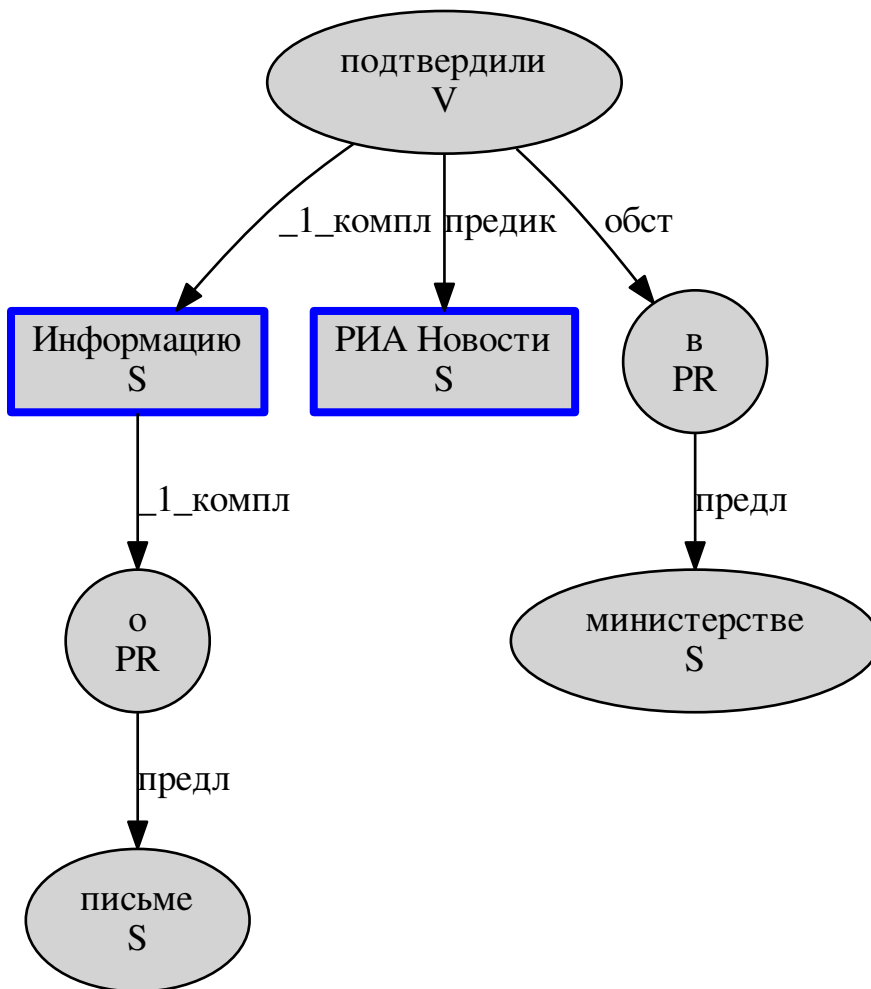 подтвердили
V
_1_компл
предик
обст
Информацию
S
РИА Новости
S
в
PR
_1_компл
предл
о
PR
министерстве
S
предл
письме
S